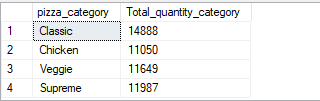 pizza_category Total_quantity_category
1 Classic 14888
2 Chicken 11050
3 Veggie 11649
4 Supreme 11987